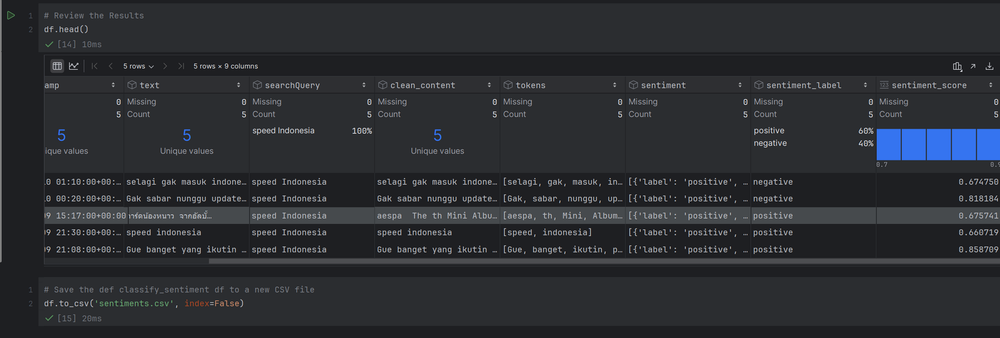 1 # Review the Results
2 df.head()
[14] 10ms
5 rows 5 rows × 9 columns
amp text searchQuery clean_content tokens sentiment sentiment_label 123 sentiment_score
0 Missing 0 Missing 0 Missing 0 Missing 0 Missing 0 Missing 0 Missing 0
5 Count 5 Count 5 Count 5 Count 5 Count 5 Count 5 Count 5
5 5 speed Indonesia 100% 5 positive 60%
negative 40%
ique values Unique values Unique values
0.7 0.9
.0 01:10:00+00:… selagi gak masuk indone… speed Indonesia selagi gak masuk indone… [selagi, gak, masuk, in… [{'label': 'positive', … negative 0.674750
.0 00:20:00+00:… Gak sabar nunggu update… speed Indonesia Gak sabar nunggu update… [Gak, sabar, nunggu, up… [{'label': 'positive', … negative 0.818184
09 15:17:00+00:00 าร์ดน้องหนาว จากอัลบั้… speed Indonesia aespa The th Mini Albu… [aespa, th, Mini, Album… [{'label': 'positive', … positive 0.675741
09 21:30:00+00:… speed indonesia speed Indonesia speed indonesia [speed, indonesia] [{'label': 'positive', … positive 0.660719
09 21:08:00+00:… Gue banget yang ikutin … speed Indonesia Gue banget yang ikutin … [Gue, banget, ikutin, p… [{'label': 'positive', … positive 0.858709
1 # Save the def classify_sentiment df to a new CSV file
2 df.to_csv('sentiments.csv', index=False)
[15] 20ms